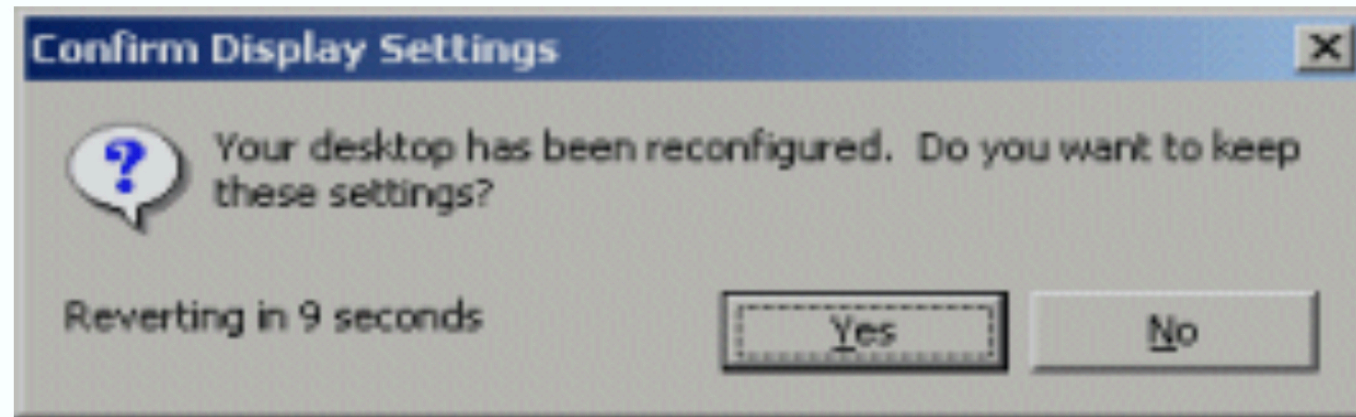 Confirm Display Settings
Your desktop has been reconfigured. Do you want to keep
these settings?
Reverting in 9 seconds
Yes
No